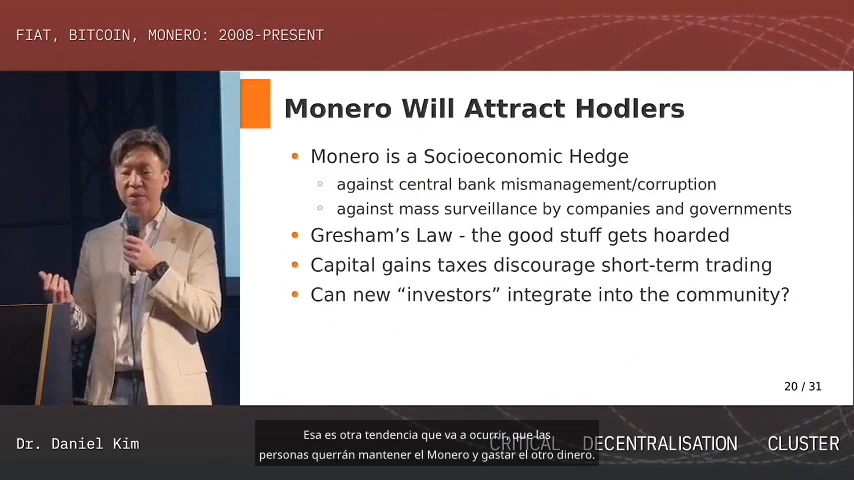 FIAT, BITCOIN, MONERO: 2008-PRESENT
Monero Will Attract Hodlers
Monero is a Socioeconomic Hedge
against central bank mismanagement/corruption
against mass surveillance by companies and governments
Gresham’s Law - the good stuff gets hoarded
Capital gains taxes discourage short-term trading
Can new “investors” integrate into the community?
20 / 31
Dr. Daniel Kim
CRITICAL DECENTRALISATION CLUSTER
Esa es otra tendencia que va a ocurrir, que las
personas querrán mantener el Monero y gastar el otro dinero.